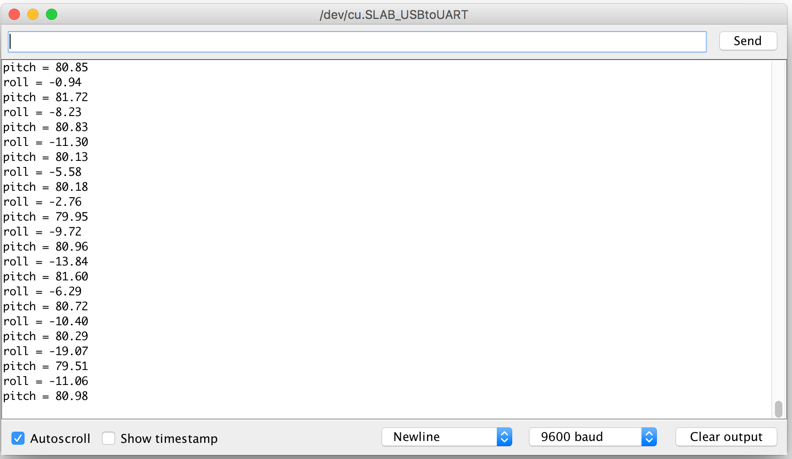 /dev/cu.SLAB_USBtoUART
Send
pitch = 80.85
roll = -0.94
pitch = 81.72
roll = -8.23
pitch = 80.83
roll = -11.30
pitch = 80.13
roll = -5.58
pitch = 80.18
roll = -2.76
pitch = 79.95
roll = -9.72
pitch = 80.96
roll = -13.84
pitch = 81.60
roll = -6.29
pitch = 80.72
roll = -10.40
pitch = 80.29
roll = -19.07
pitch = 79.51
roll = -11.06
pitch = 80.98
Autoscroll Show timestamp Newline 9600 baud Clear output